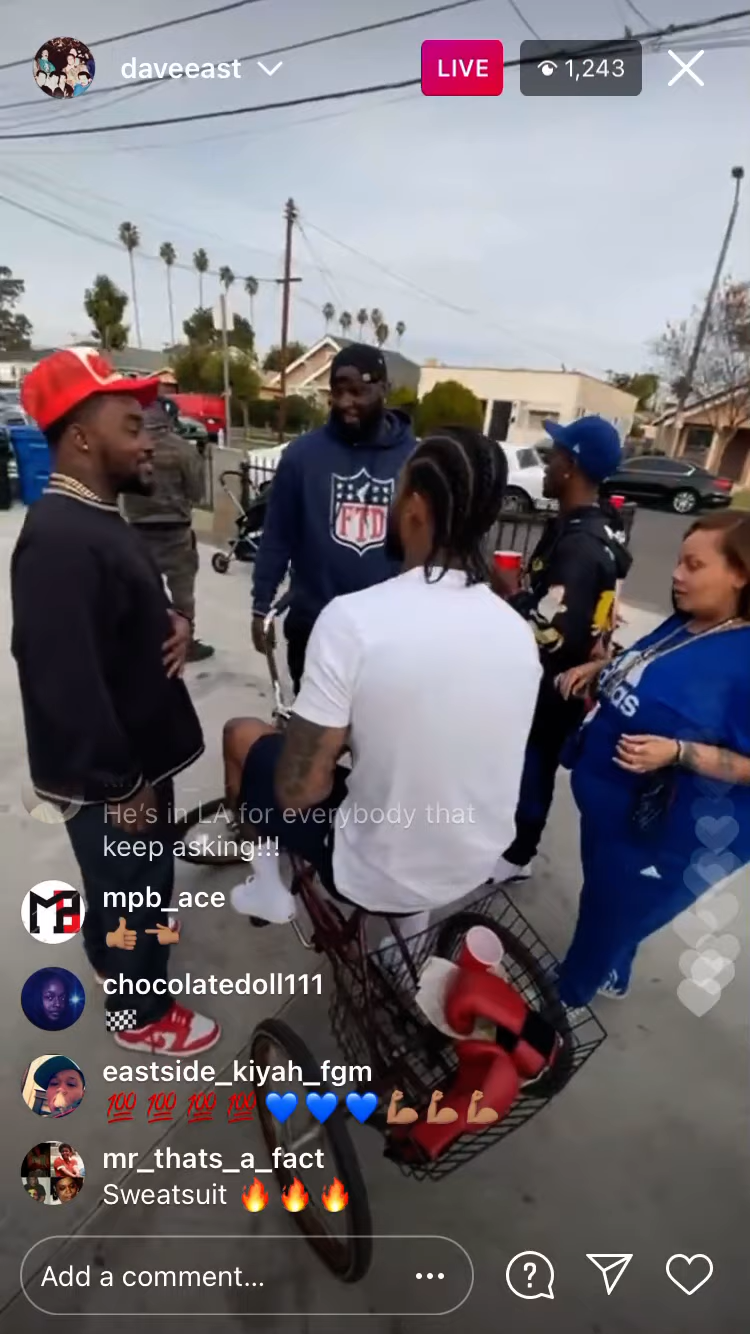 daveeast
LIVE
1,243
FTD
adidas
He's in LA for everybody that
keep asking!!!
mpb_ace
👍🏼👈🏼
chocolatedoll111
🏁
eastside_kiyah_fgm
💯 💯 💯 💯 💙 💙 💙 💪🏽 💪🏽 💪🏽
mr_thats_a_fact
Sweatsuit 🔥 🔥 🔥
Add a comment...